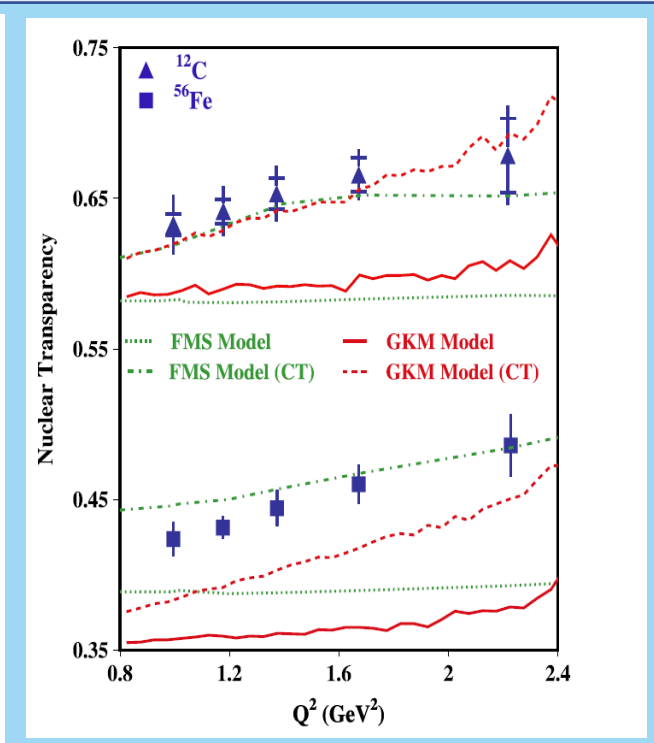 0.75
¹²C
⁵⁶Fe
0.65
Nuclear Transparency
0.55
FMS Model
GKM Model
FMS Model (CT)
GKM Model (CT)
0.45
0.35
0.8
1.2
1.6
2
2.4
Q² (GeV²)